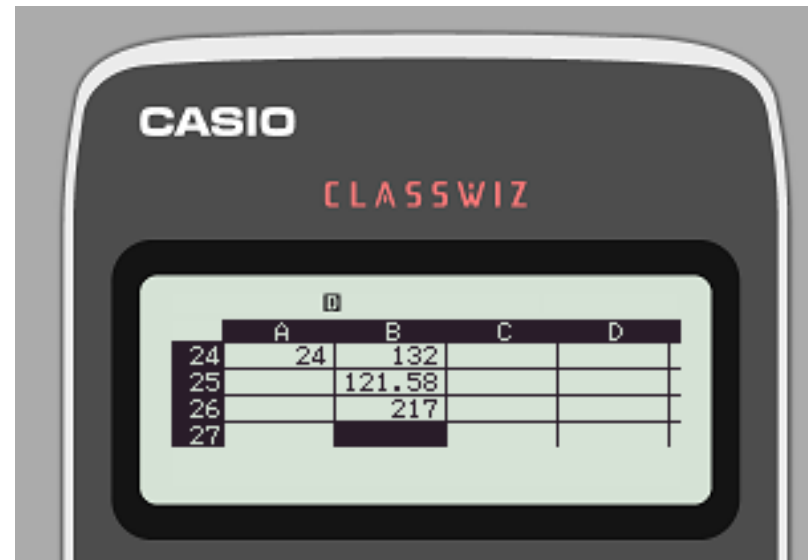 CASIO
CLASSWIZ
D
A B C D
24 24 132
25 121.58
26 217
27